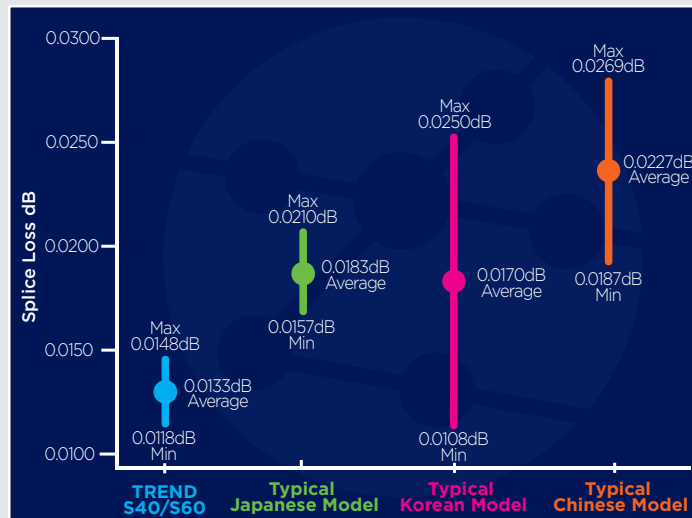 Splice Loss dB
0.0300
0.0250
0.0200
0.0150
0.0100
Max
0.0148dB
0.0133dB
Average
0.0118dB
Min
Max
0.0210dB
0.0183dB
Average
0.0157dB
Min
Max
0.0250dB
0.0170dB
Average
0.0108dB
Min
Max
0.0269dB
0.0227dB
Average
0.0187dB
Min
TREND
S40/S60
Typical
Japanese Model
Typical
Korean Model
Typical
Chinese Model